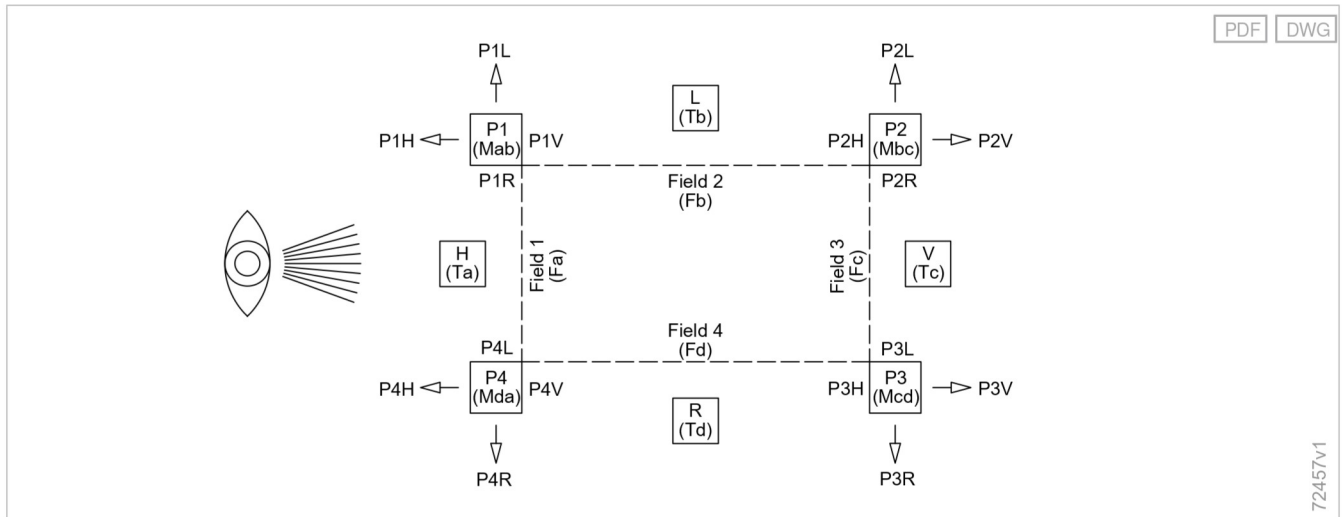 PDF DWG
P1L
P2L
L
(Tb)
P1H
P1
(Mab)
P1V
P2H
P2
(Mbc)
P2V
P1R
Field 2
(Fb)
P2R
H
(Ta)
Field 1
(Fa)
Field 3
(Fc)
V
(Tc)
P4L
Field 4
(Fd)
P3L
P4H
P4
(Mda)
P4V
P3H
P3
(Mcd)
P3V
R
(Td)
P4R
P3R
72457v1